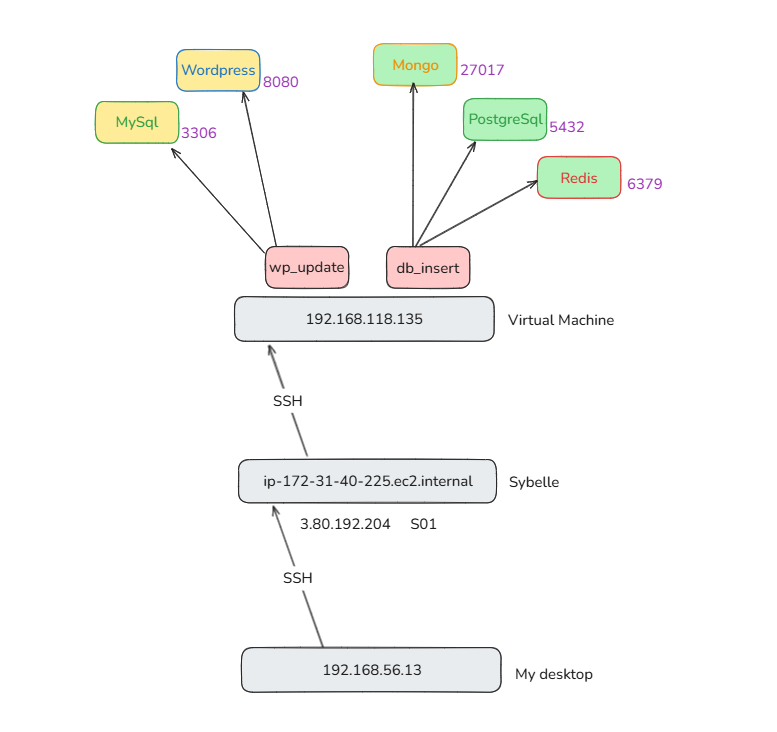 Mongo
27017
Wordpress
8080
MySql
3306
PostgreSql
5432
Redis
6379
wp_update
db_insert
192.168.118.135
Virtual Machine
SSH
ip-172-31-40-225.ec2.internal
Sybelle
3.80.192.204 S01
SSH
192.168.56.13
My desktop